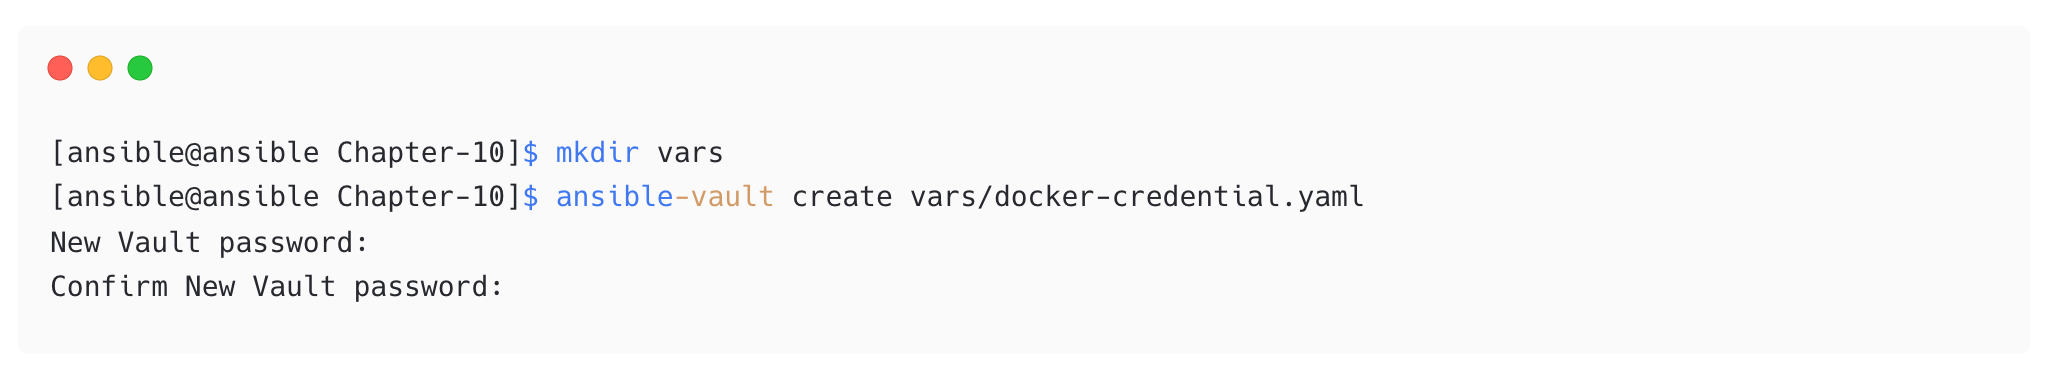 [ansible@ansible Chapter-10]$ mkdir vars
[ansible@ansible Chapter-10]$ ansible-vault create vars/docker-credential.yaml
New Vault password:
Confirm New Vault password: